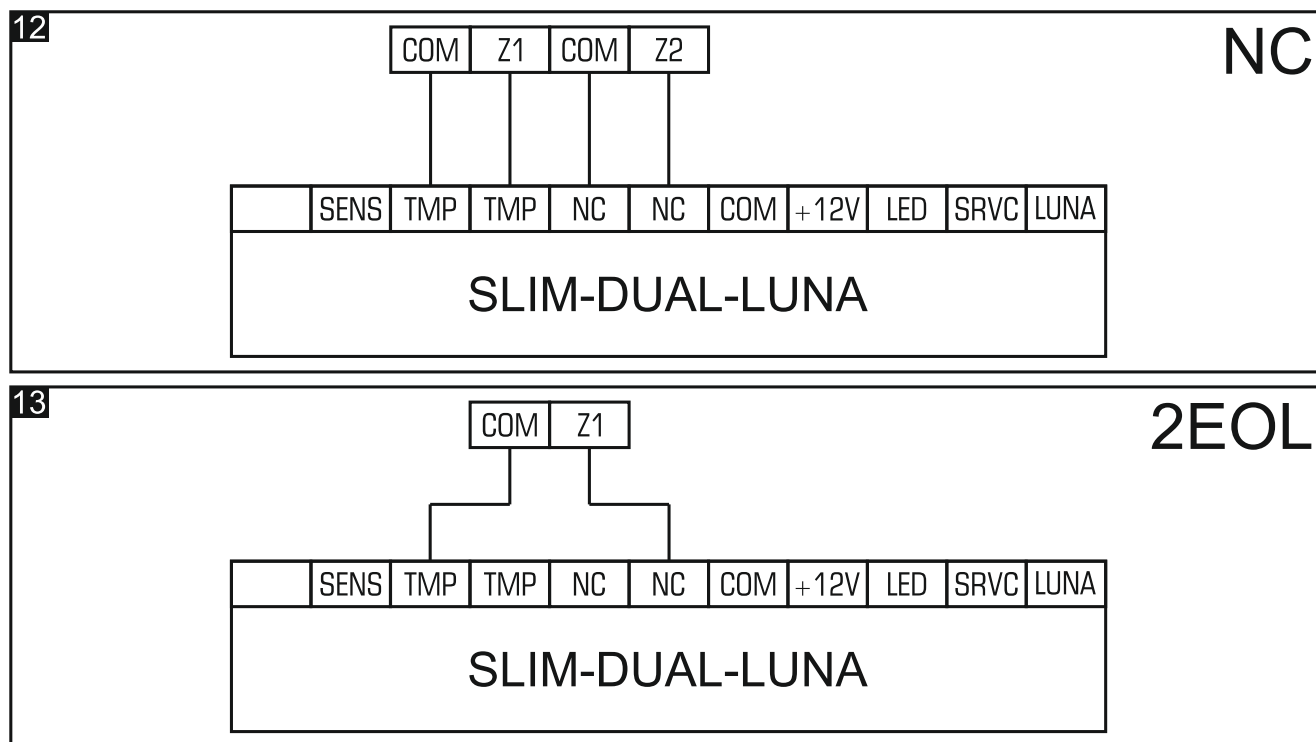 12
NC
COM Z1 COM Z2
SENS TMP TMP NC NC COM +12V LED SRVC LUNA
SLIM-DUAL-LUNA
13
2EOL
COM Z1
SENS TMP TMP NC NC COM +12V LED SRVC LUNA
SLIM-DUAL-LUNA